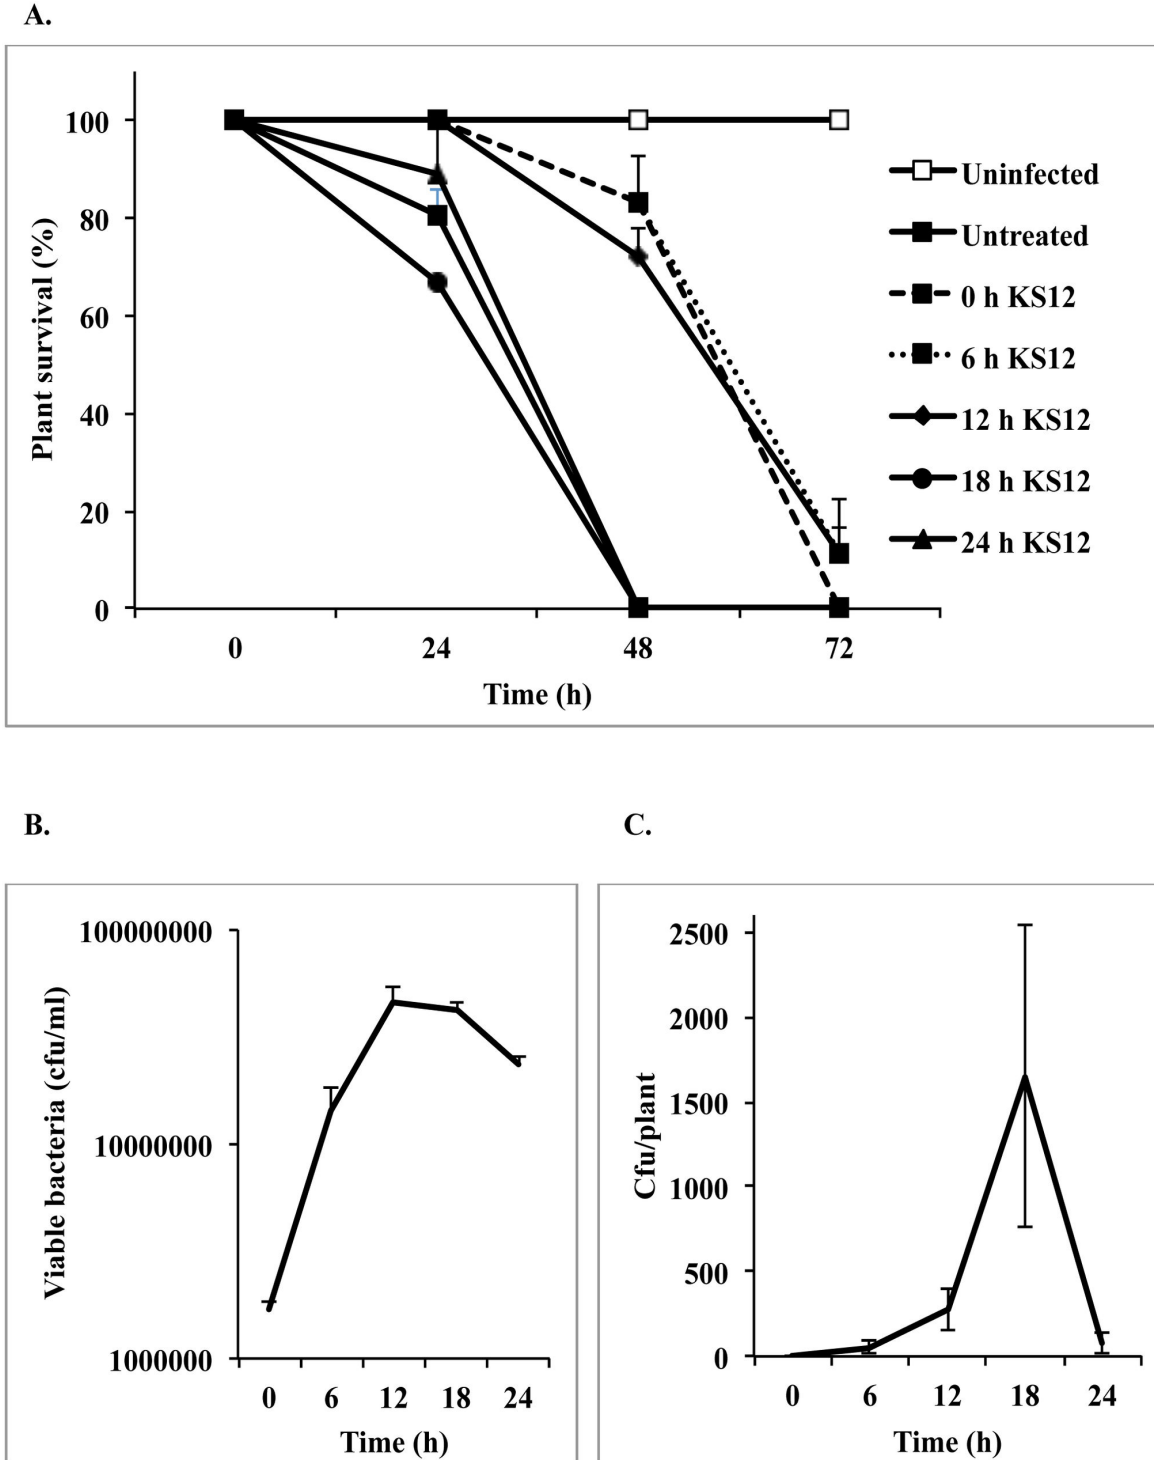 A.
100
80
60
40
20
0
0 24 48 72
Time (h)
Plant survival (%)
Uninfected
Untreated
0 h KS12
6 h KS12
12 h KS12
18 h KS12
24 h KS12
B.
100000000
10000000
1000000
0 6 12 18 24
Time (h)
Viable bacteria (cfu/ml)
C.
2500
2000
1500
1000
500
0
0 6 12 18 24
Time (h)
Cfu/plant